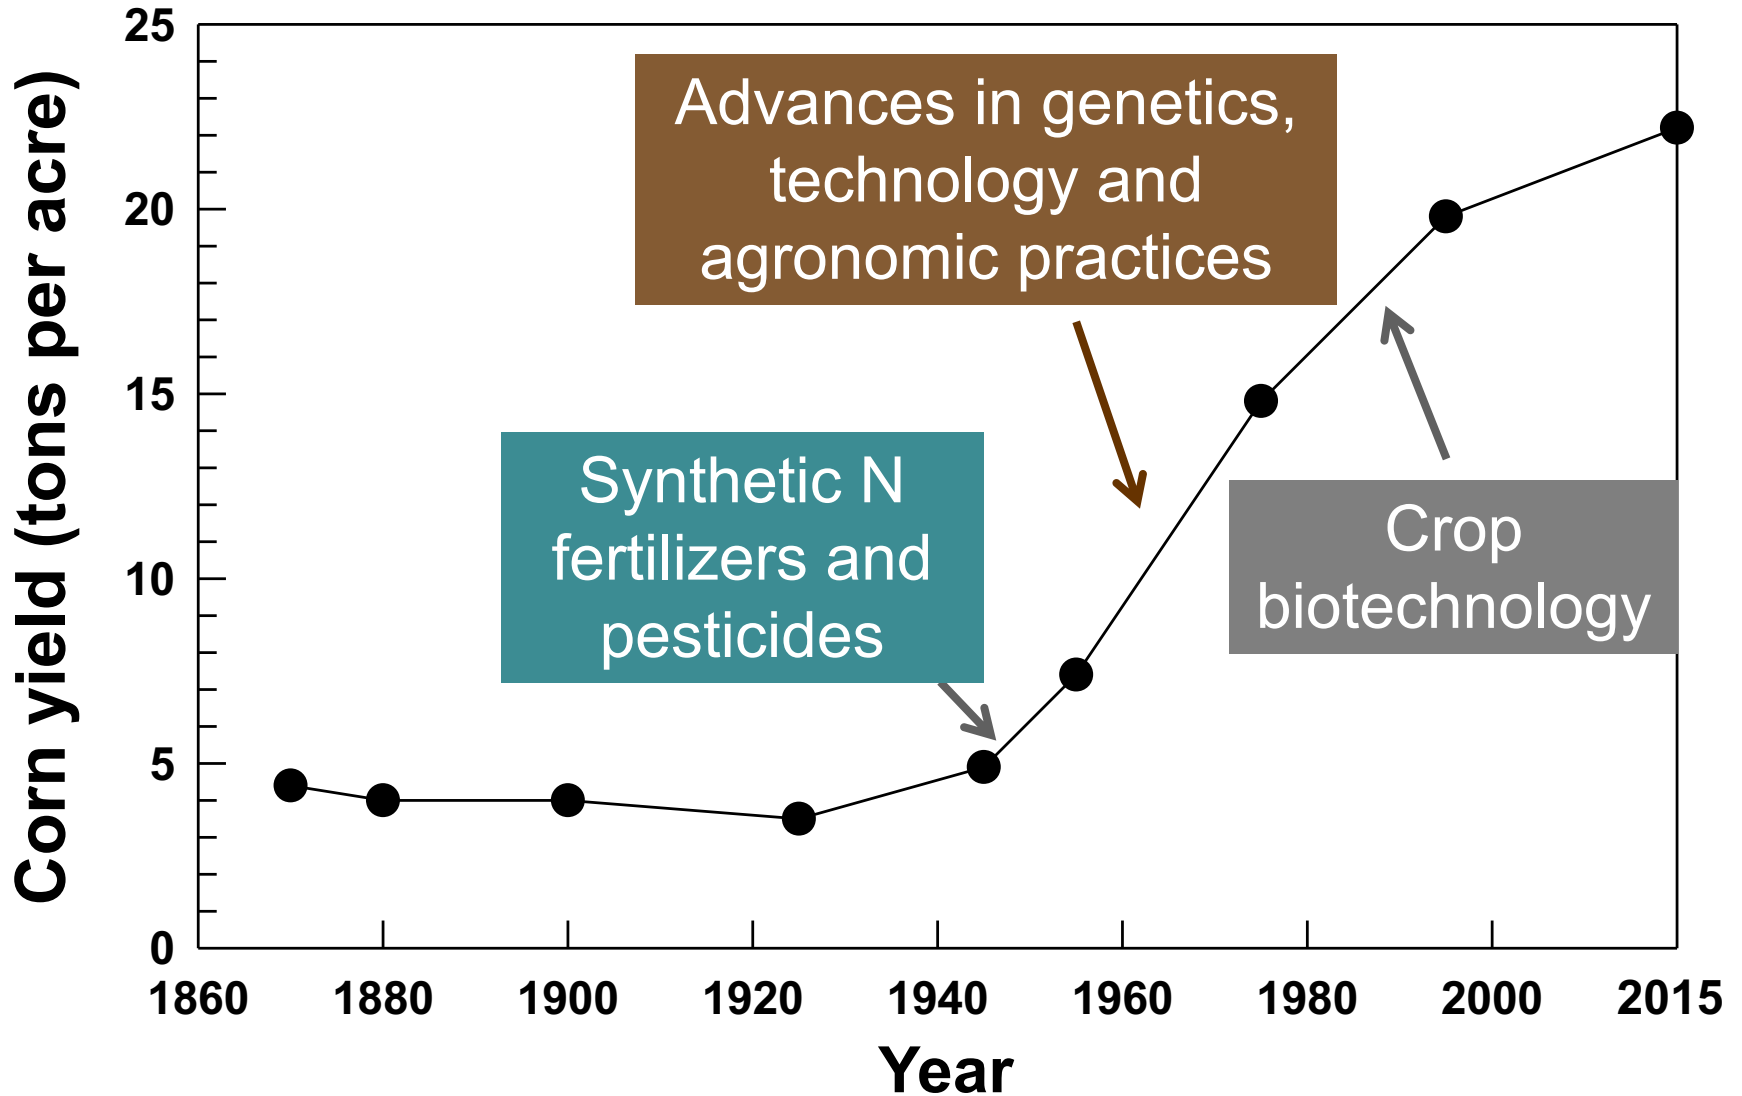 Corn yield (tons per acre)
25
20
15
10
5
0
Advances in genetics,
technology and
agronomic practices
Synthetic N
fertilizers and
pesticides
Crop
biotechnology
1860 1880 1900 1920 1940 1960 1980 2000 2015
Year